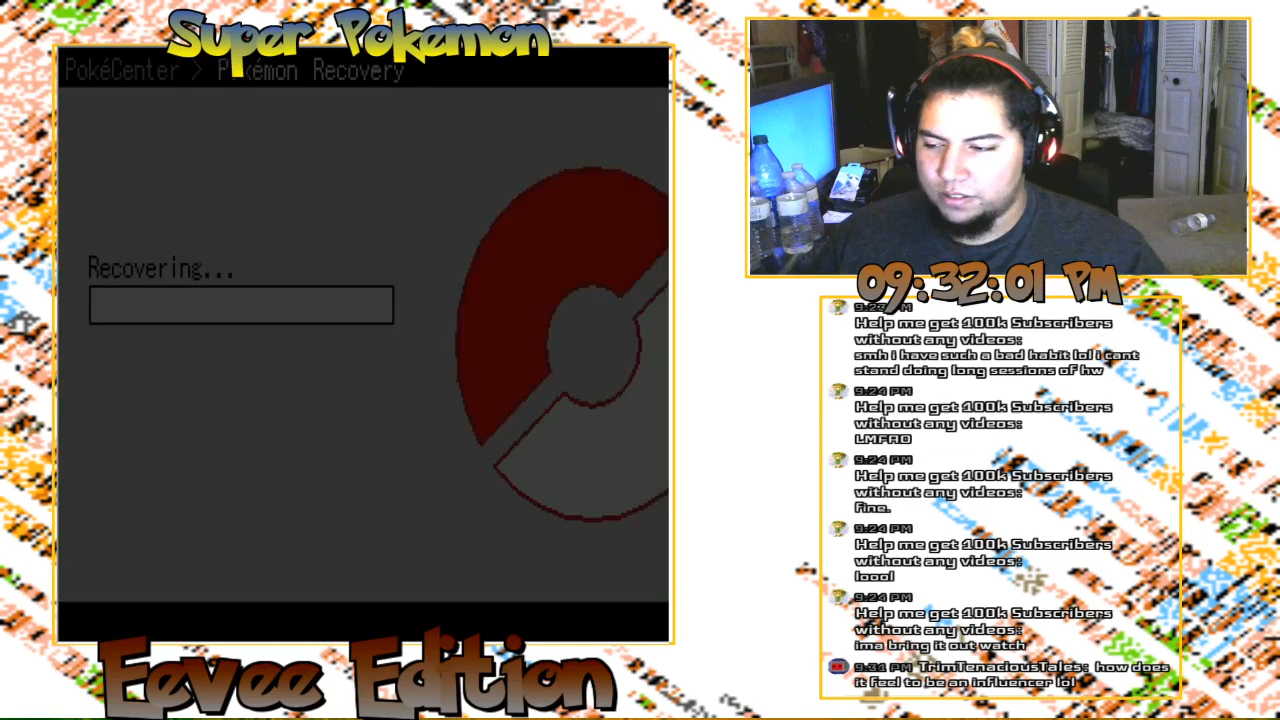 Super Pokemon
PokéCenter > Pokémon Recovery
Recovering...
Eevee Edition
09:32:01 PM
Help me get 100k Subscribers
without any videos:
smh i have such a bad habit lol i cant
stand doing long sessions of hw
9:24 PM
Help me get 100k Subscribers
without any videos:
LMFAO
9:24 PM
Help me get 100k Subscribers
without any videos:
fine.
9:24 PM
Help me get 100k Subscribers
without any videos:
loool
9:24 PM
Help me get 100k Subscribers
without any videos:
ima bring it out watch
9:31 PM TrimTenaciousTales: how does
it feel to be an influencer lol